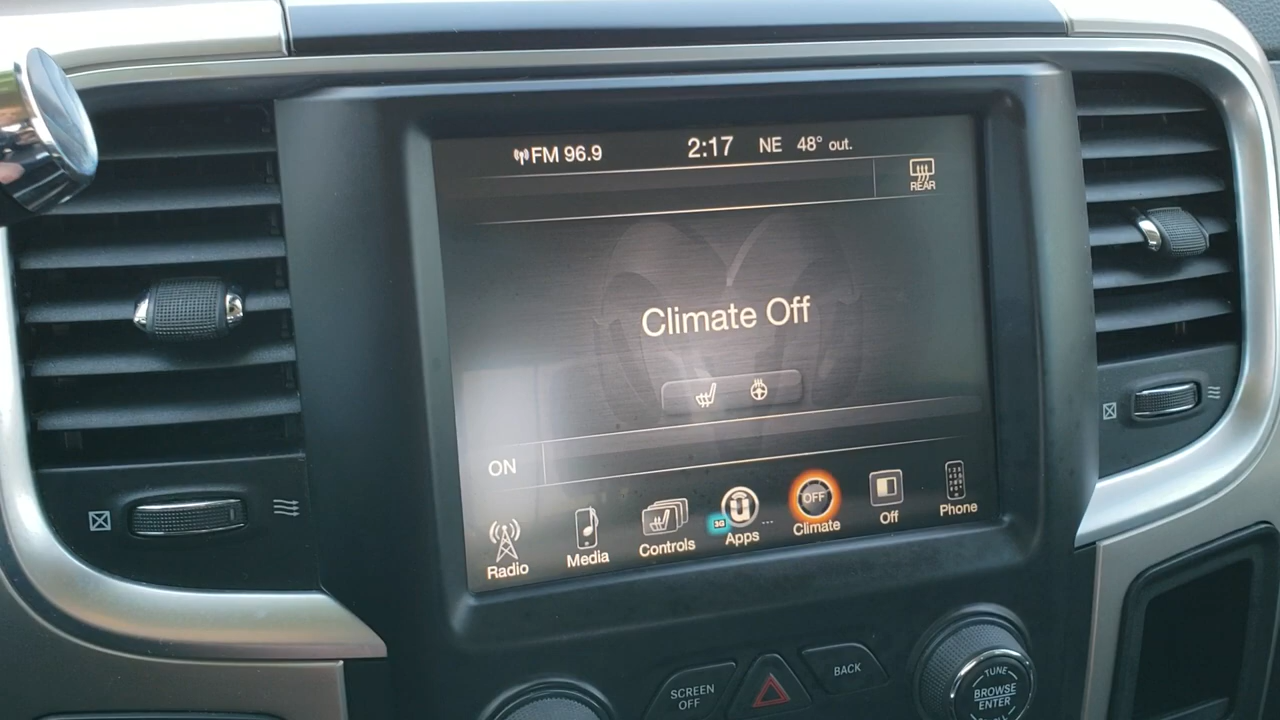 FM 96.9 2:17 NE 48° out.
REAR
Climate Off
ON
OFF
3G
Radio Media Controls Apps ... Climate Off Phone
SCREEN
OFF
BACK
TUNE
BROWSE
ENTER